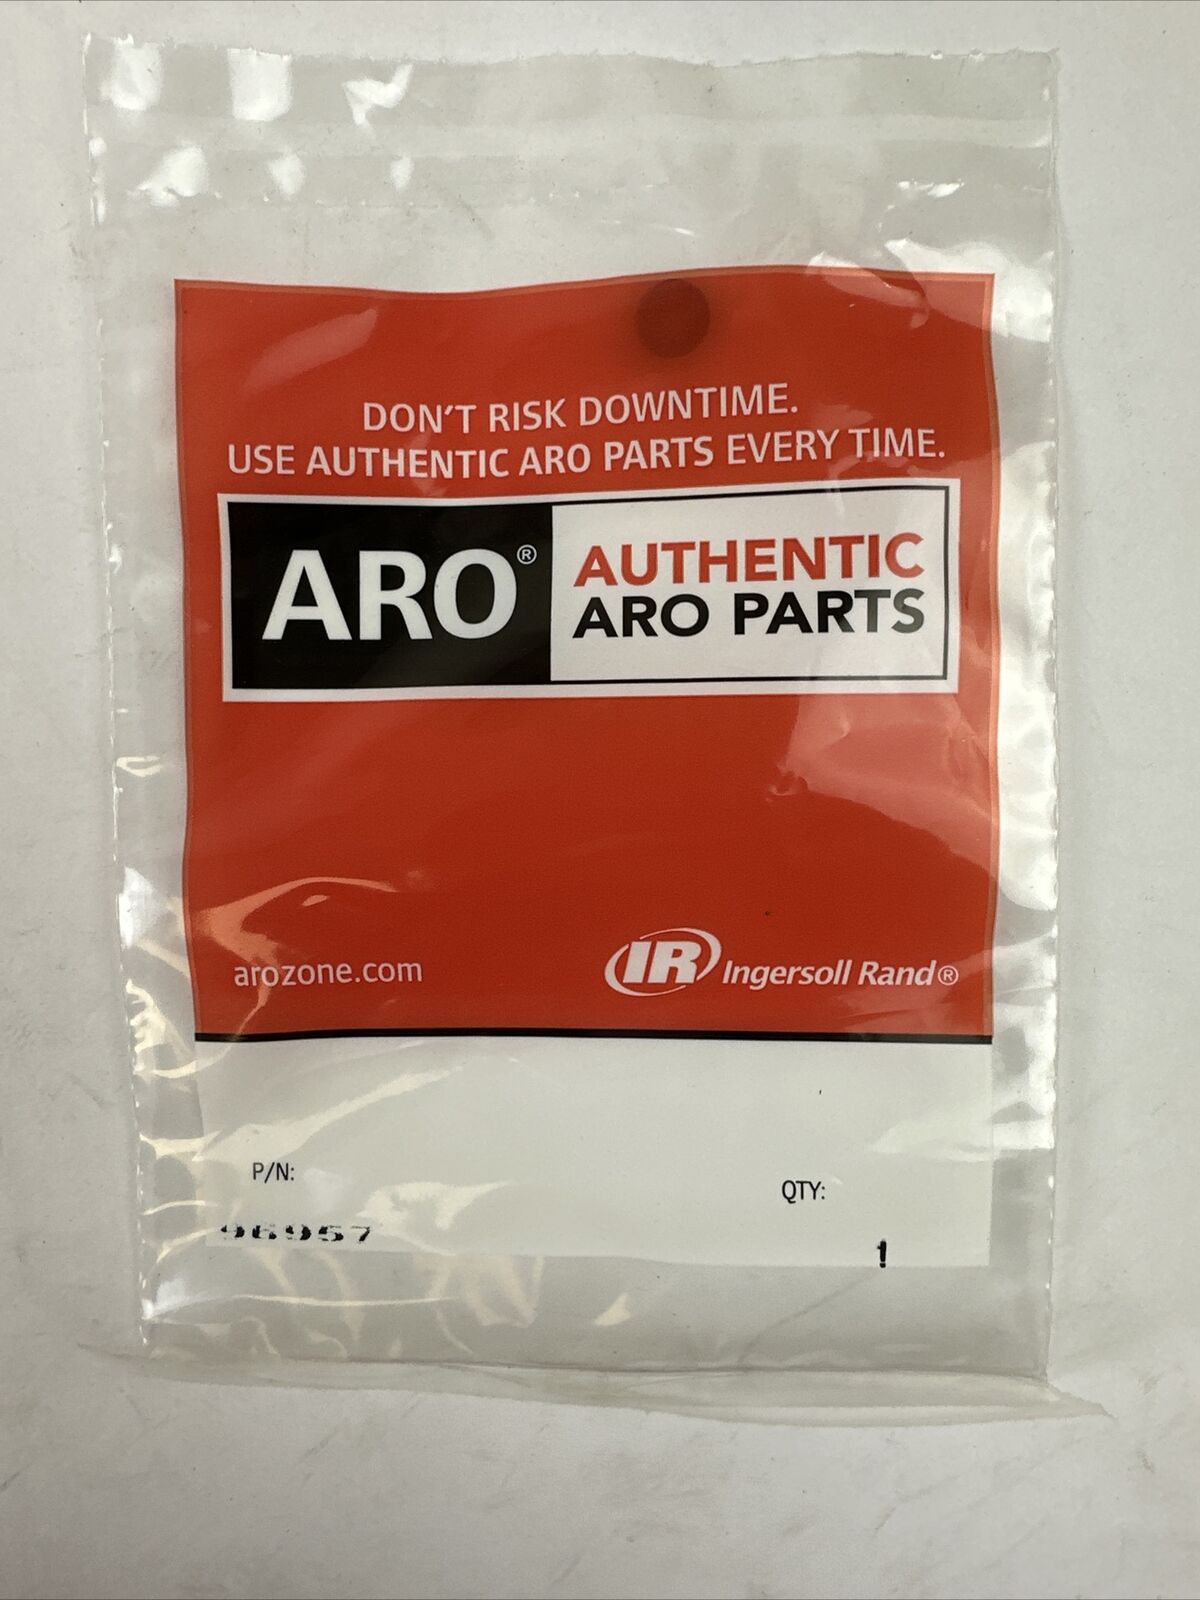 DON'T RISK DOWNTIME.
USE AUTHENTIC ARO PARTS EVERY TIME.
ARO®
AUTHENTIC
ARO PARTS
arozone.com
IR Ingersoll Rand®
P/N:
QTY:
96957
1